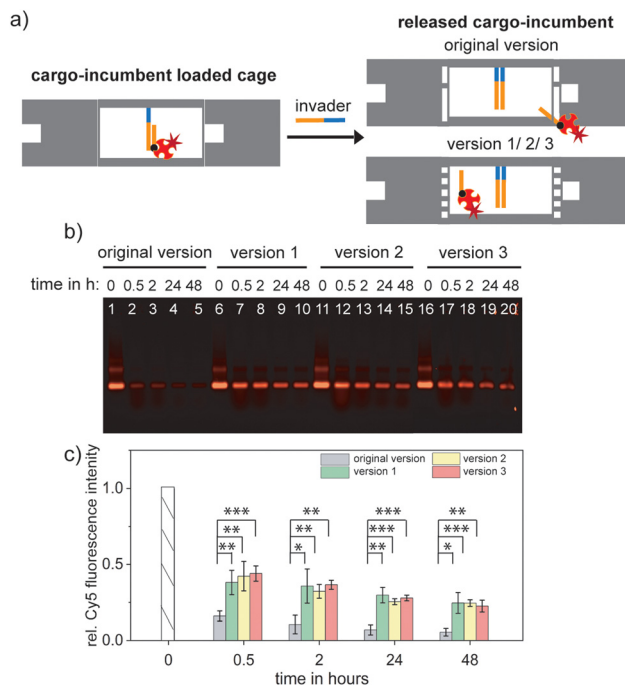 a)
released cargo-incumbent
original version
cargo-incumbent loaded cage
invader
version 1/ 2/ 3
b)
original version version 1 version 2 version 3
time in h: 0 0.5 2 24 48 0 0.5 2 24 48 0 0.5 2 24 48 0 0.5 2 24 48
1 2 3 4 5 6 7 8 9 10 11 12 13 14 15 16 17 18 19 20
c)
original version version 2
version 1 version 3
rel. Cy5 fluorescence intenity
1.0
0.5
0.0
*** ** *** **
** ** *** ***
** * ** *
0 0.5 2 24 48
time in hours